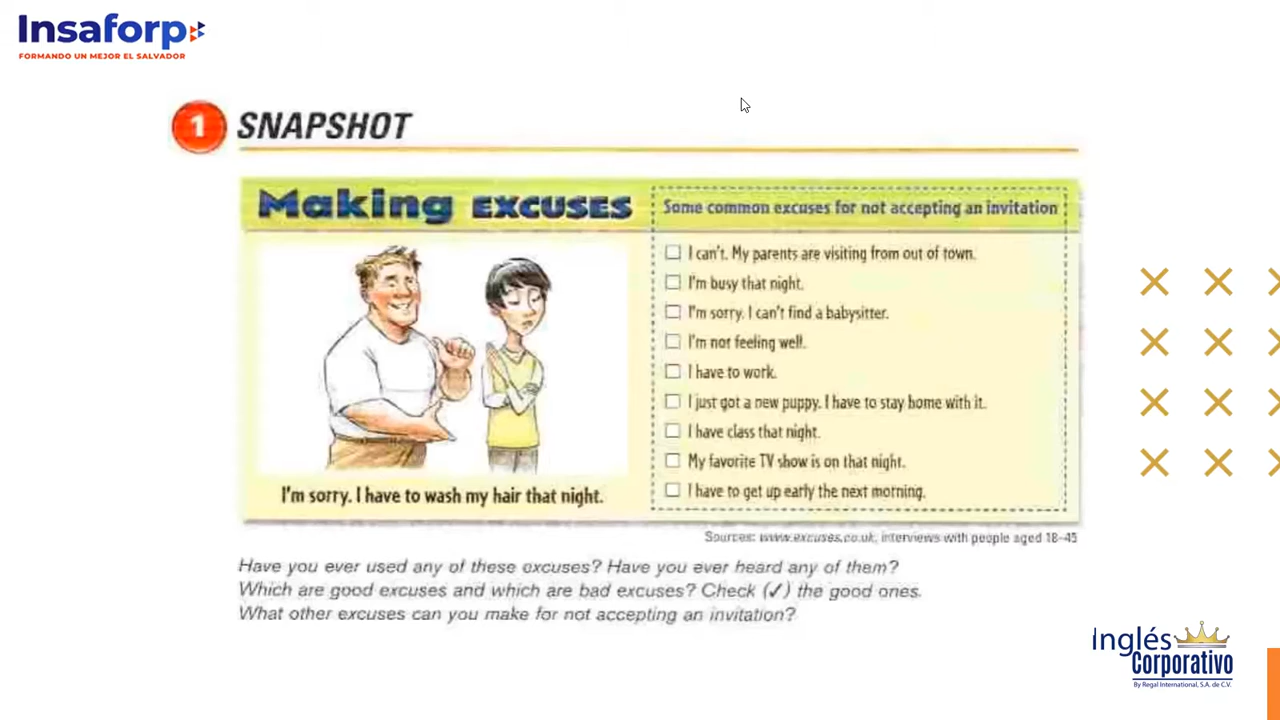 Insaforp
FORMANDO UN MEJOR EL SALVADOR
1 SNAPSHOT
Making EXCUSES
Some common excuses for not accepting an invitation
I can't. My parents are visiting from out of town.
I'm busy that night.
I'm sorry. I can't find a babysitter.
I'm not feeling well.
I have to work.
I just got a new puppy. I have to stay home with it.
I have class that night.
My favorite TV show is on that night.
I have to get up early the next morning.
I'm sorry. I have to wash my hair that night.
Sources: www.excuses.co.uk, interviews with people aged 18–45
Have you ever used any of these excuses? Have you ever heard any of them?
Which are good excuses and which are bad excuses? Check (✓) the good ones.
What other excuses can you make for not accepting an invitation?
Inglés
Corporativo
By Regal International, S.A. de C.V.